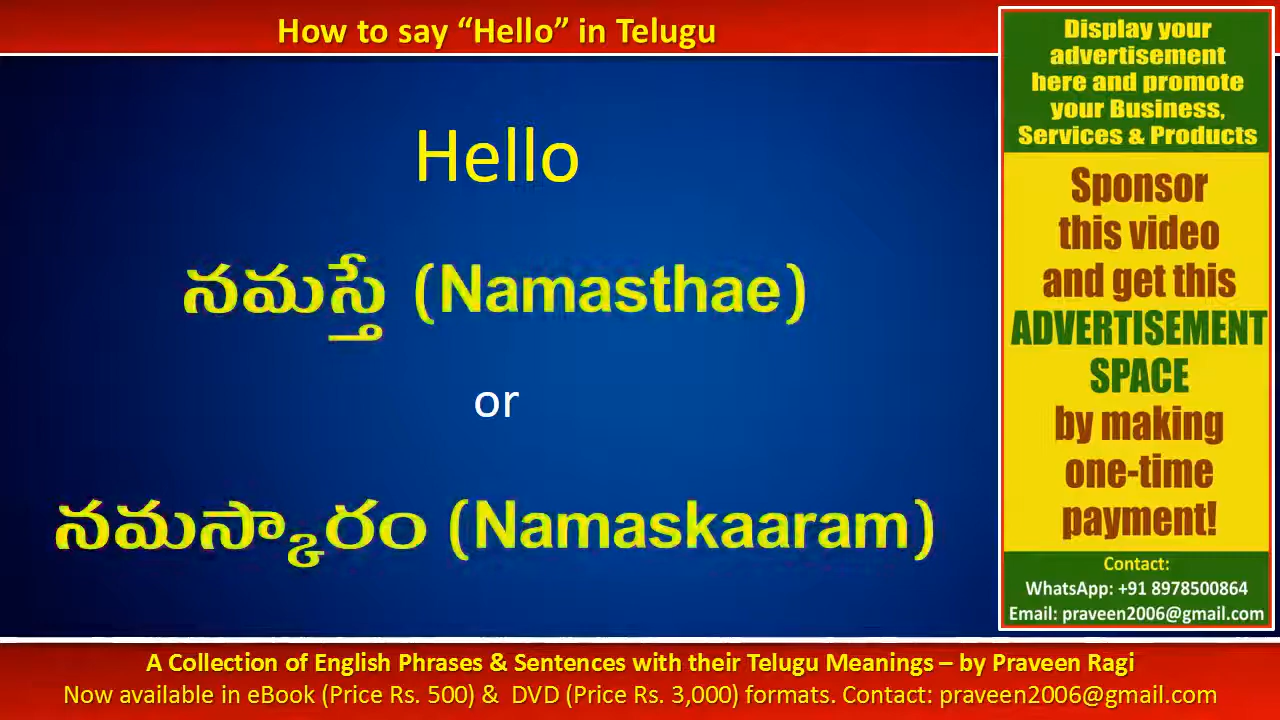 How to say “Hello” in Telugu
Hello
నమస్తే (Namasthae)
or
నమస్కారం (Namaskaaram)
Display your
advertisement
here and promote
your Business,
Services & Products
Sponsor
this video
and get this
ADVERTISEMENT
SPACE
by making
one-time
payment!
Contact:
WhatsApp: +91 8978500864
Email: praveen2006@gmail.com
A Collection of English Phrases & Sentences with their Telugu Meanings – by Praveen Ragi
Now available in eBook (Price Rs. 500) & DVD (Price Rs. 3,000) formats. Contact: praveen2006@gmail.com